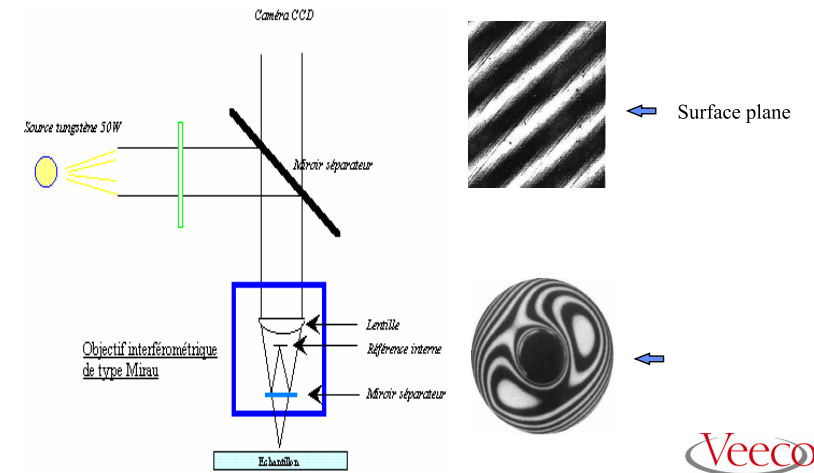 Caméra CCD
Source tungstène 50W
Miroir séparateur
Surface plane
Lentille
Objectif interférométrique
de type Mirau
Référence interne
Miroir séparateur
Echantillon
Veeco